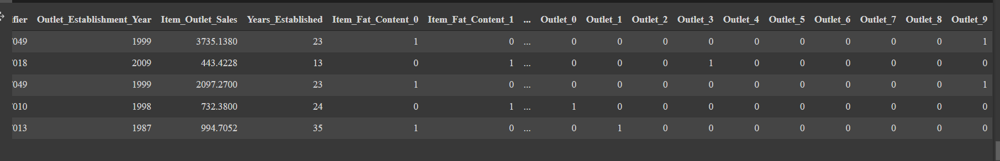 ifier Outlet_Establishment_Year Item_Outlet_Sales Years_Established Item_Fat_Content_0 Item_Fat_Content_1 ... Outlet_0 Outlet_1 Outlet_2 Outlet_3 Outlet_4 Outlet_5 Outlet_6 Outlet_7 Outlet_8 Outlet_9
'049 1999 3735.1380 23 1 0 ... 0 0 0 0 0 0 0 0 0 1
'018 2009 443.4228 13 0 1 ... 0 0 0 1 0 0 0 0 0 0
'049 1999 2097.2700 23 1 0 ... 0 0 0 0 0 0 0 0 0 1
'010 1998 732.3800 24 0 1 ... 1 0 0 0 0 0 0 0 0 0
'013 1987 994.7052 35 1 0 ... 0 1 0 0 0 0 0 0 0 0